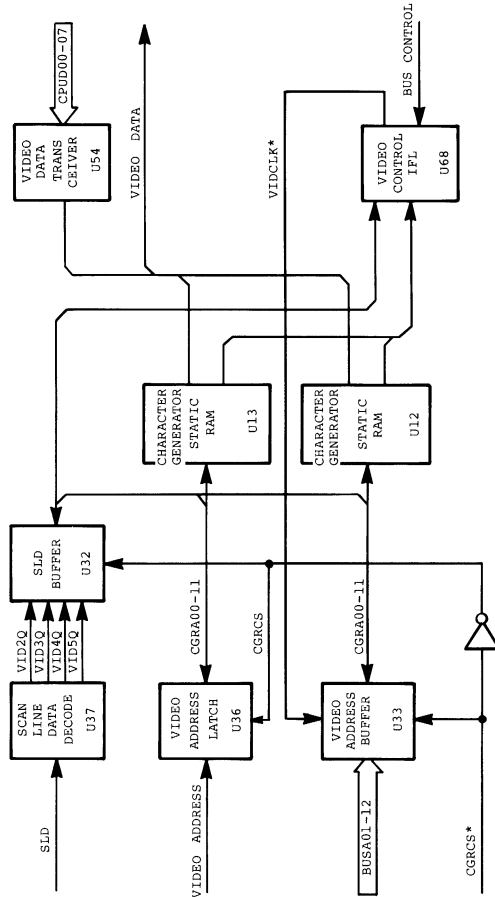 SLD
SCAN
LINE
DATA
DECODE
U37
VID2Q
VID3Q
VID4Q
VID5Q
SLD
BUFFER
U32
VIDEO
DATA
TRANS
CEIVER
U54
CPUD00-07
VIDEO DATA
VIDEO ADDRESS
VIDEO
ADDRESS
LATCH
U36
CGRA00-11
CGRCS
CHARACTER
GENERATOR
STATIC
RAM
U13
VIDCLK*
BUSA01-12
VIDEO
ADDRESS
BUFFER
U33
CGRA00-11
CHARACTER
GENERATOR
STATIC
RAM
U12
VIDEO
CONTROL
IFL
U68
BUS CONTROL
CGRCS*